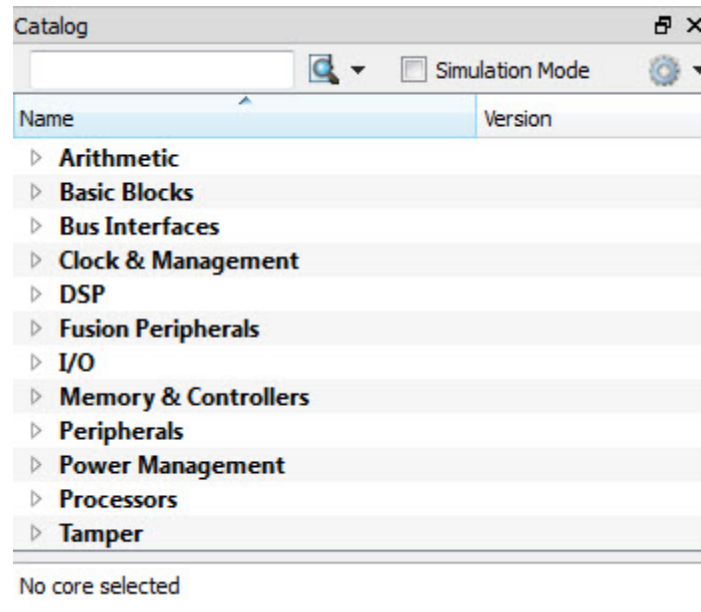 Catalog
Simulation Mode
Name Version
Arithmetic
Basic Blocks
Bus Interfaces
Clock & Management
DSP
Fusion Peripherals
I/O
Memory & Controllers
Peripherals
Power Management
Processors
Tamper
No core selected